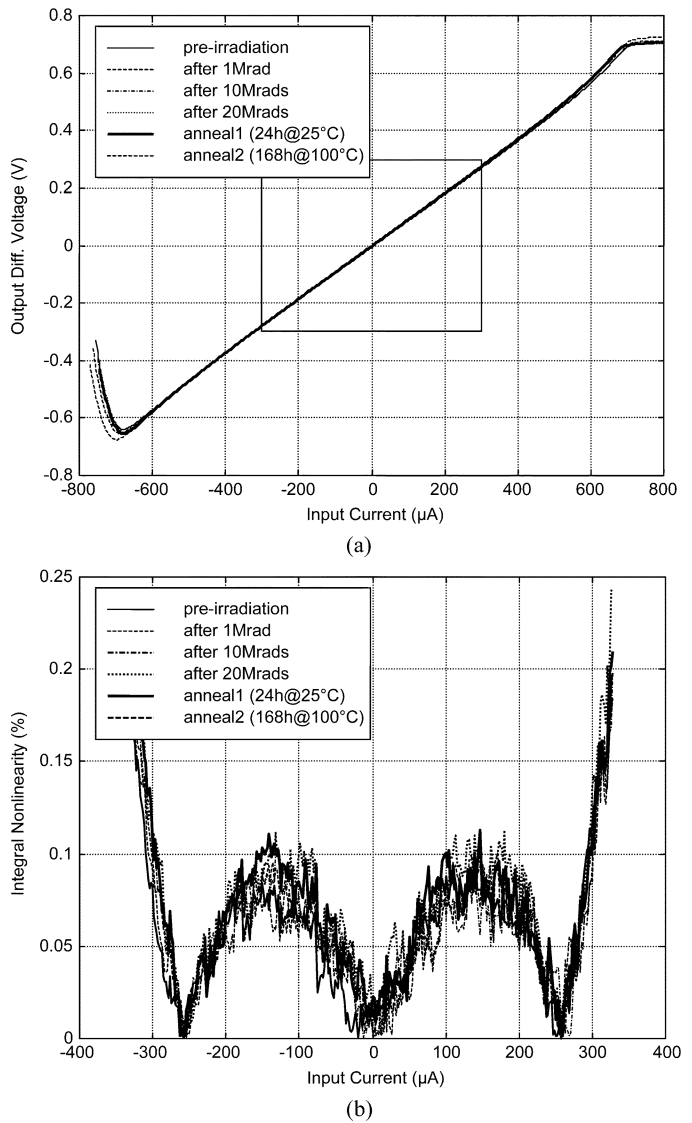 0.8
0.6
0.4
0.2
0
-0.2
-0.4
-0.6
-0.8
Output Diff. Voltage (V)
pre-irradiation
after 1Mrad
after 10Mrads
after 20Mrads
anneal1 (24h@25°C)
anneal2 (168h@100°C)
-800 -600 -400 -200 0 200 400 600 800
Input Current (µA)
(a)
0.25
0.2
0.15
0.1
0.05
0
Integral Nonlinearity (%)
pre-irradiation
after 1Mrad
after 10Mrads
after 20Mrads
anneal1 (24h@25°C)
anneal2 (168h@100°C)
-400 -300 -200 -100 0 100 200 300 400
Input Current (µA)
(b)